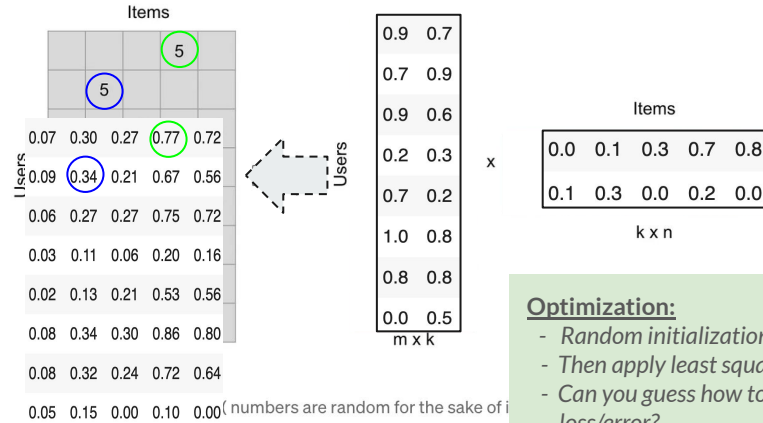 Items
5
5
Users
0.07 0.30 0.27 0.77 0.72
0.09 0.34 0.21 0.67 0.56
0.06 0.27 0.27 0.75 0.72
0.03 0.11 0.06 0.20 0.16
0.02 0.13 0.21 0.53 0.56
0.08 0.34 0.30 0.86 0.80
0.08 0.32 0.24 0.72 0.64
0.05 0.15 0.00 0.10 0.00
Users
0.9 0.7
0.7 0.9
0.9 0.6
0.2 0.3
0.7 0.2
1.0 0.8
0.8 0.8
0.0 0.5
m x k
x
Items
0.0 0.1 0.3 0.7 0.8
0.1 0.3 0.0 0.2 0.0
k x n
( numbers are random for the sake of
Optimization:
- Random initialization
- Then apply least
- Can you guess how to
loss/error?